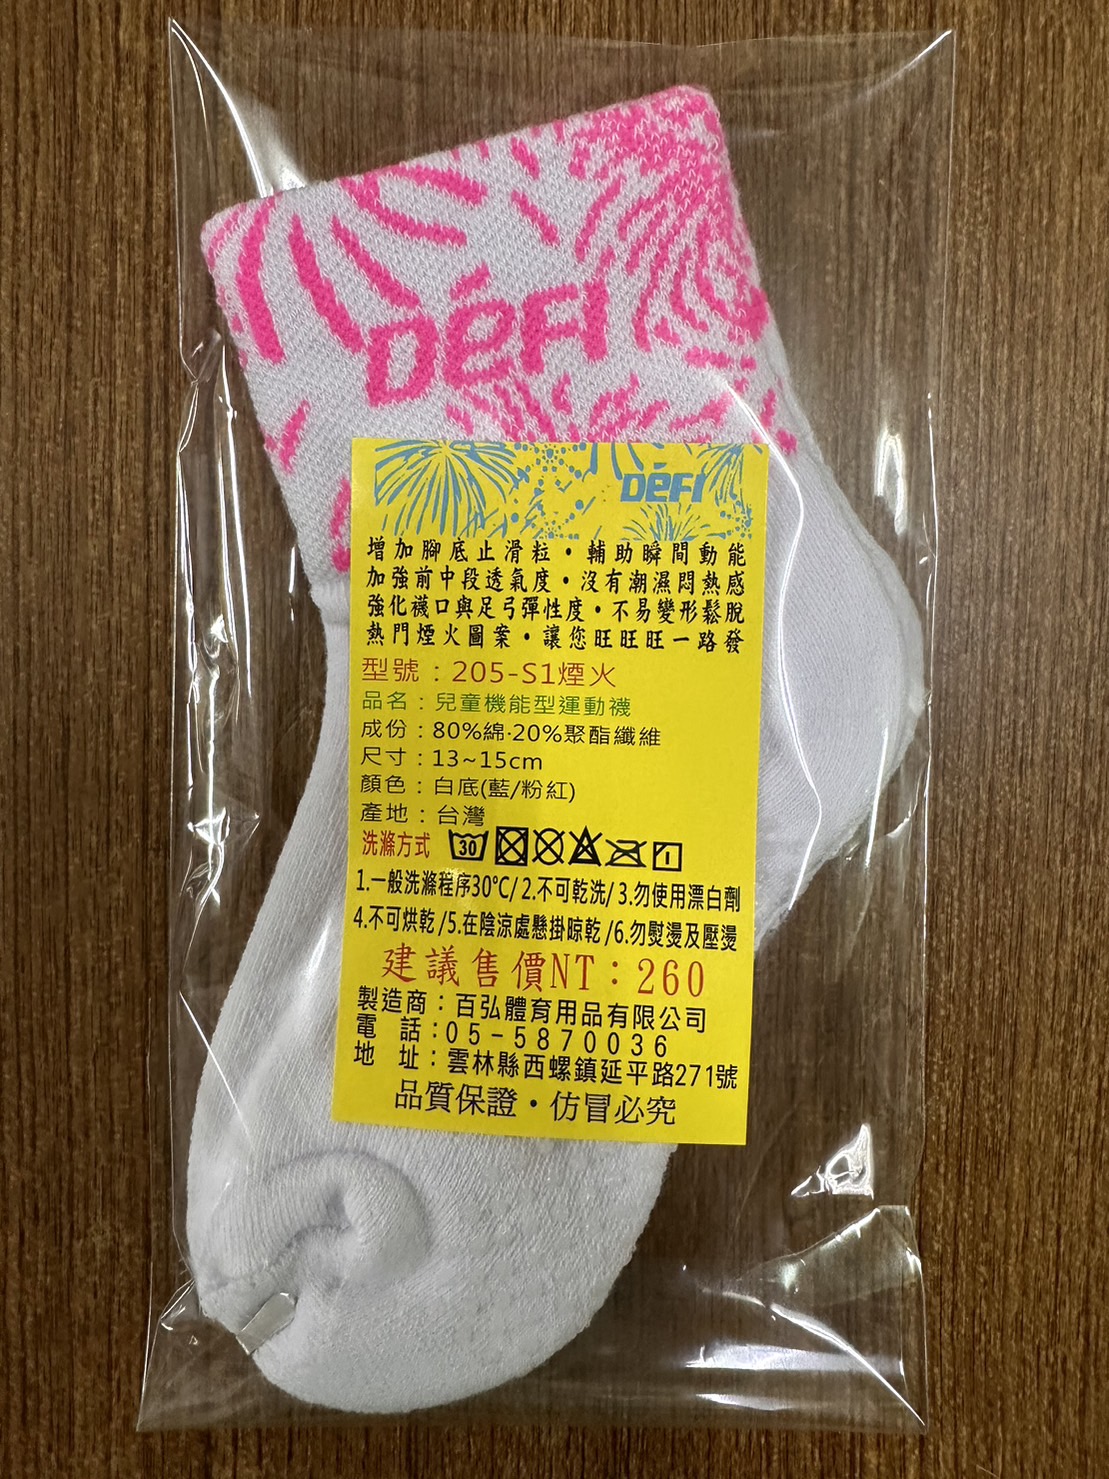 DéFI
DéFI
增加腳底止滑粒・輔助瞬間動能
加強前中段透氣度・沒有潮濕悶熱感
強化襪口與足弓彈性度・不易變形鬆脫
熱門煙火圖案・讓您旺旺旺一路發
型號：205-S1煙火
品名：兒童機能型運動襪
成份：80%綿·20%聚酯纖維
尺寸：13~15cm
顏色：白底(藍/粉紅)
產地：台灣
洗滌方式 30
1.一般洗滌程序30°C/ 2.不可乾洗/ 3.勿使用漂白劑
4.不可烘乾 /5.在陰涼處懸掛晾乾 /6.勿熨燙及壓燙
建議售價NT：260
製造商：百弘體育用品有限公司
電 話：05-5870036
地 址：雲林縣西螺鎮延平路271號
品質保證・仿冒必究